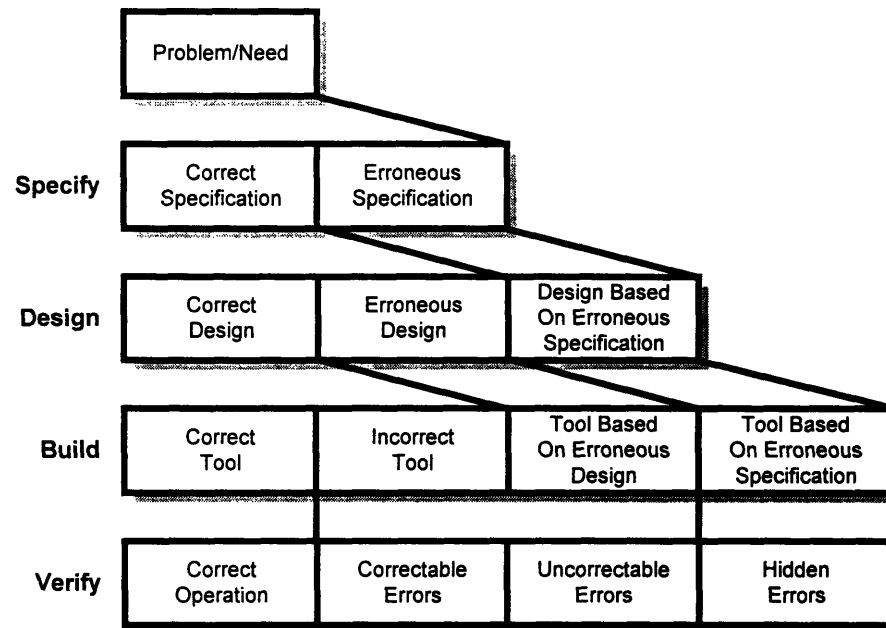 Problem/Need
Specify
Correct
Specification
Erroneous
Specification
Design
Correct
Design
Erroneous
Design
Design Based
On Erroneous
Specification
Build
Correct
Tool
Incorrect
Tool
Tool Based
On Erroneous
Design
Tool Based
On Erroneous
Specification
Verify
Correct
Operation
Correctable
Errors
Uncorrectable
Errors
Hidden
Errors